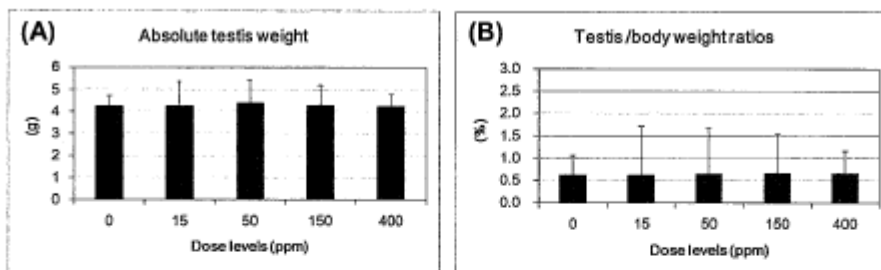 (A)
Absolute testis weight
6
5
4
3
2
1
0
(g)
0 15 50 150 400
Dose levels (ppm)
(B)
Testis /body weight ratios
3.0
2.5
2.0
1.5
1.0
0.5
0.0
(%)
0 15 50 150 400
Dose levels (ppm)